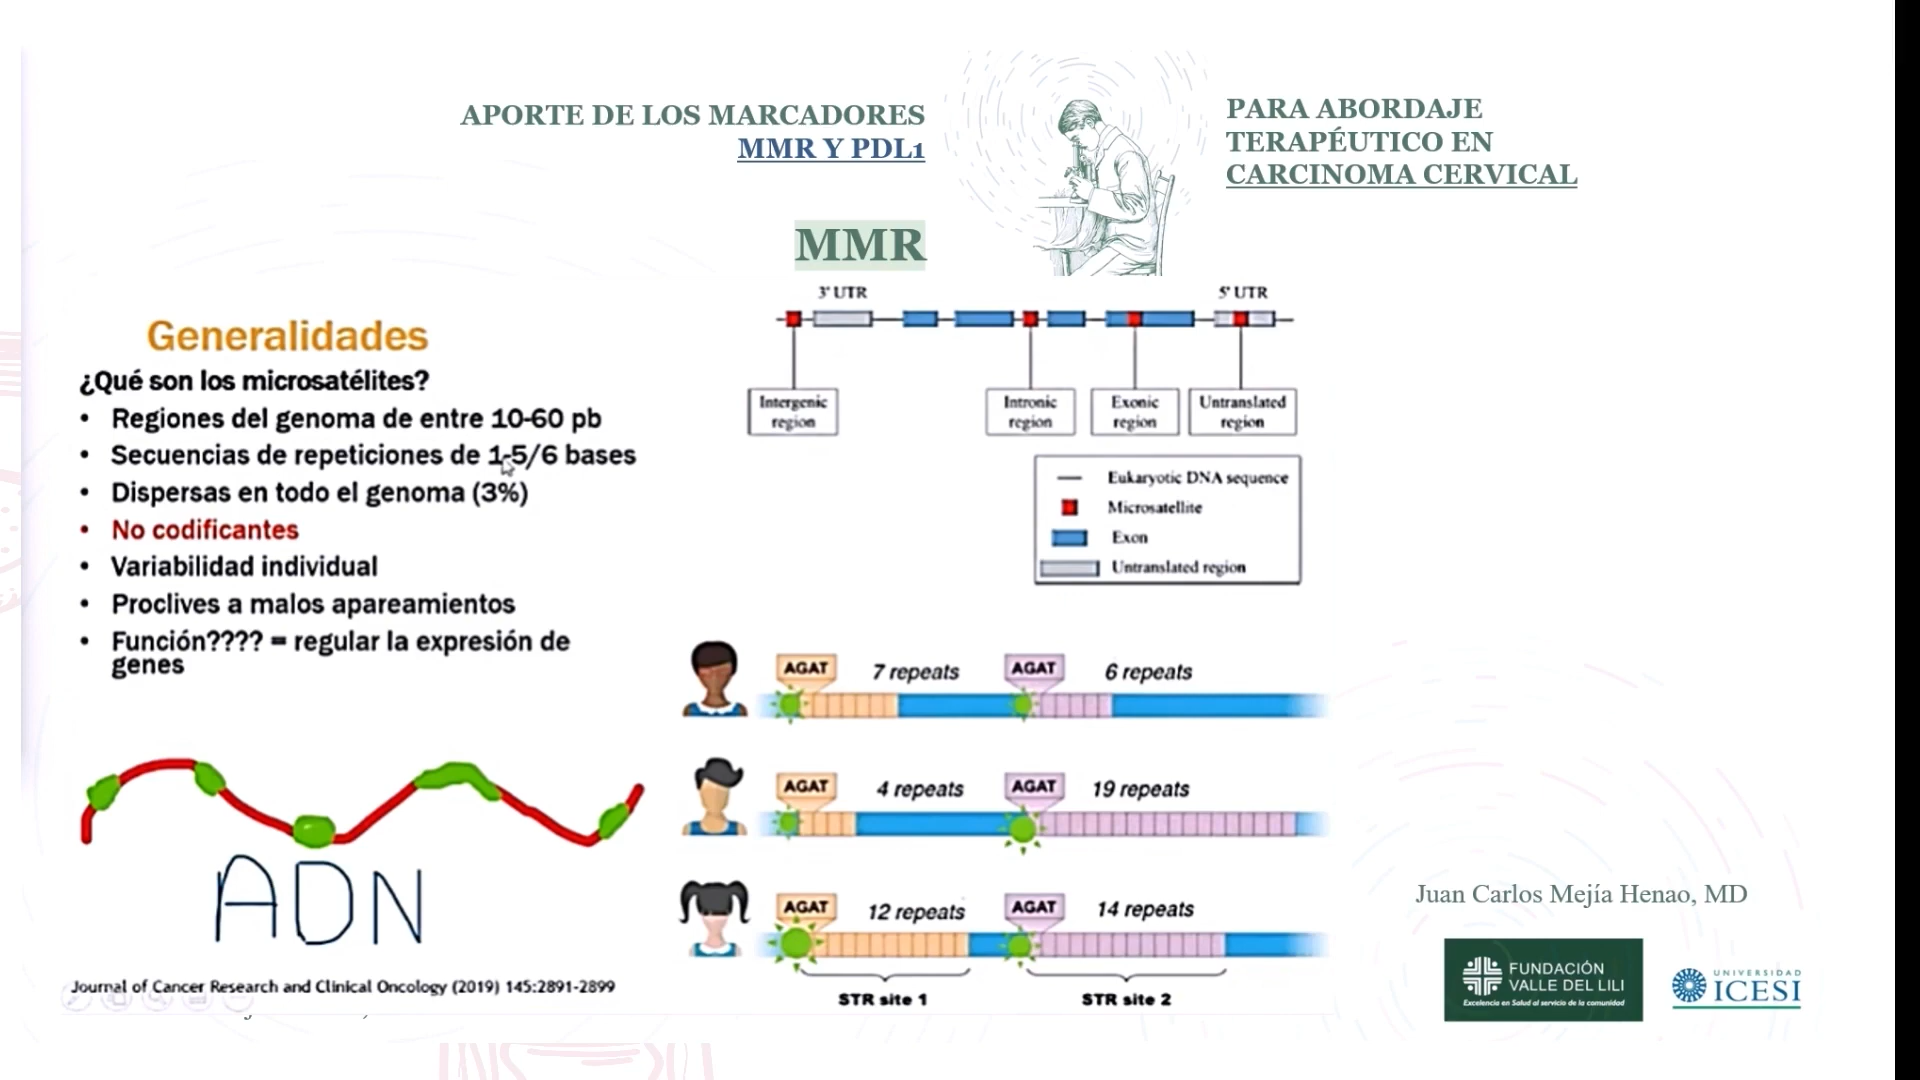 APORTE DE LOS MARCADORES
MMR Y PDL1
PARA ABORDAJE
TERAPÉUTICO EN
CARCINOMA CERVICAL
MMR
Generalidades
¿Qué son los microsatélites?
• Regiones del genoma de entre 10-60 pb
• Secuencias de repeticiones de 1-5/6 bases
• Dispersas en todo el genoma (3%)
• No codificantes
• Variabilidad individual
• Proclives a malos apareamientos
• Función???? = regular la expresión de
genes
ADN
Journal of Cancer Research and Clinical Oncology (2019) 145:2891-2899
3' UTR
5' UTR
Intergenic
region
Intronic
region
Exonic
region
Untranslated
region
Eukaryotic DNA sequence
Microsatellite
Exon
Untranslated region
AGAT
7 repeats
AGAT
6 repeats
AGAT
4 repeats
AGAT
19 repeats
AGAT
12 repeats
AGAT
14 repeats
STR site 1
STR site 2
Juan Carlos Mejía Henao, MD
FUNDACIÓN
VALLE DEL LILI
Excelencia en Salud al servicio de la comunidad
UNIVERSIDAD
ICESI